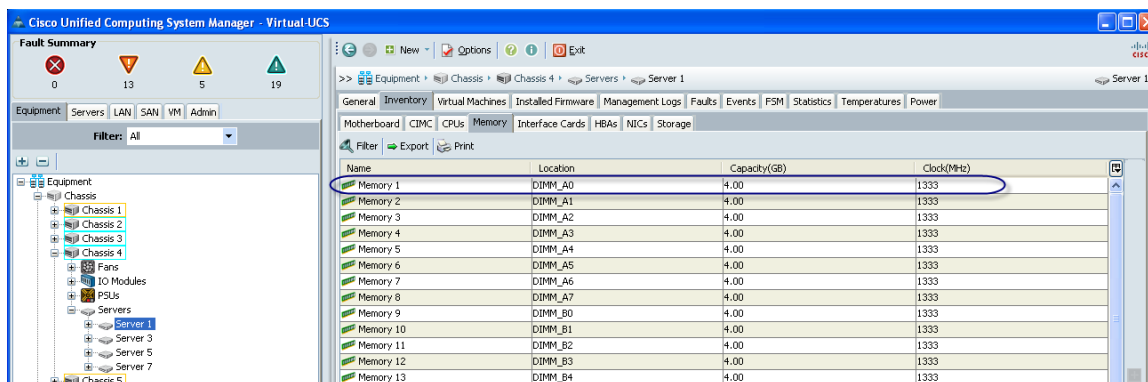 Cisco Unified Computing System Manager - Virtual-UCS
Fault Summary
0 13 5 19
New Options Exit
cisco
>> Equipment Chassis Chassis 4 Servers Server 1 Server 1
General Inventory Virtual Machines Installed Firmware Management Logs Faults Events FSM Statistics Temperatures Power
Equipment Servers LAN SAN VM Admin
Motherboard CIMC CPUs Memory Interface Cards HBAs NICs Storage
Filter: All
Filter Export Print
Equipment
Chassis
Chassis 1
Chassis 2
Chassis 3
Chassis 4
Fans
IO Modules
PSUs
Servers
Server 1
Server 3
Server 5
Server 7
Chassis 5
Name Location Capacity(GB) Clock(MHz)
Memory 1 DIMM_A0 4.00 1333
Memory 2 DIMM_A1 4.00 1333
Memory 3 DIMM_A2 4.00 1333
Memory 4 DIMM_A3 4.00 1333
Memory 5 DIMM_A4 4.00 1333
Memory 6 DIMM_A5 4.00 1333
Memory 7 DIMM_A6 4.00 1333
Memory 8 DIMM_A7 4.00 1333
Memory 9 DIMM_B0 4.00 1333
Memory 10 DIMM_B1 4.00 1333
Memory 11 DIMM_B2 4.00 1333
Memory 12 DIMM_B3 4.00 1333
Memory 13 DIMM_B4 4.00 1333